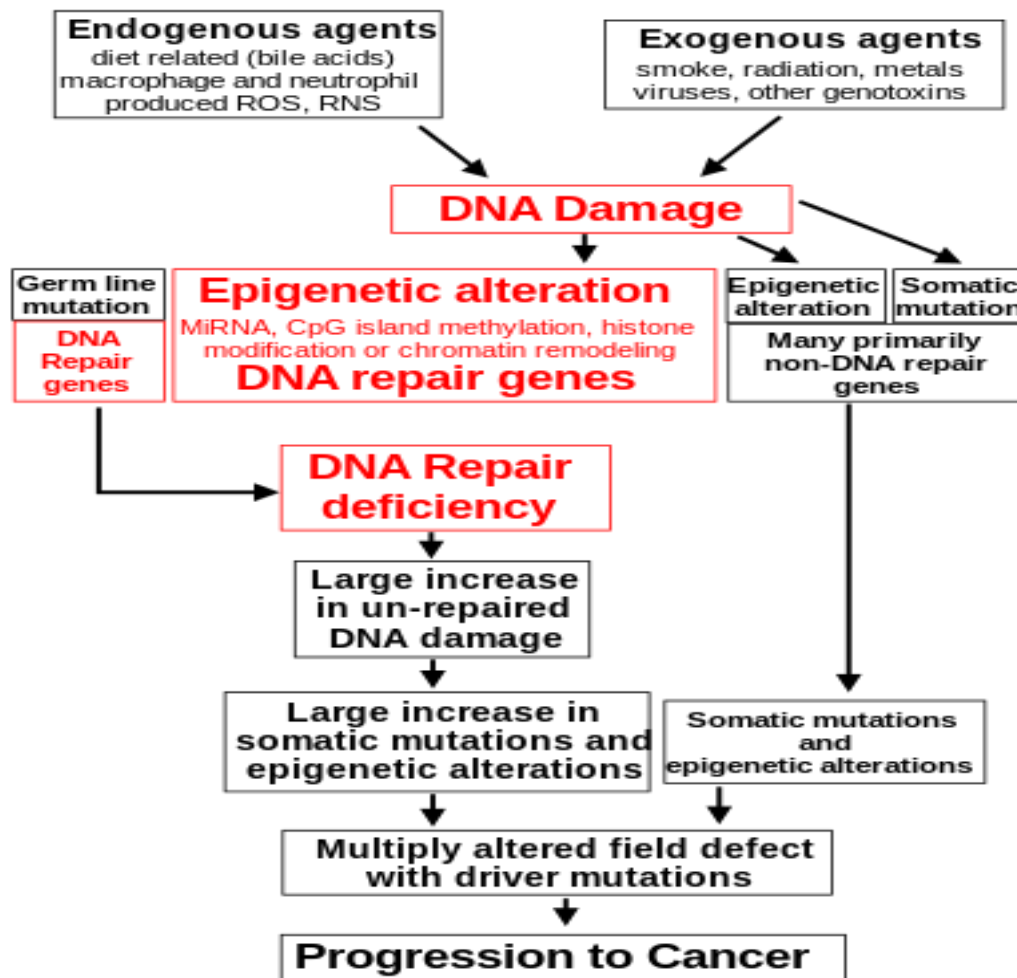 Endogenous agents
diet related (bile acids)
macrophage and neutrophil
produced ROS, RNS
Exogenous agents
smoke, radiation, metals
viruses, other genotoxins
DNA Damage
Germ line
mutation
DNA
Repair
genes
Epigenetic alteration
MiRNA, CpG island methylation, histone
modification or chromatin remodeling
DNA repair genes
Epigenetic
alteration
Somatic
mutation
Many primarily
non-DNA repair
genes
DNA Repair
deficiency
Large increase
in un-repaired
DNA damage
Large increase in
somatic mutations and
epigenetic alterations
Somatic mutations
and
epigenetic alterations
Multiply altered field defect
with driver mutations
Progression to Cancer